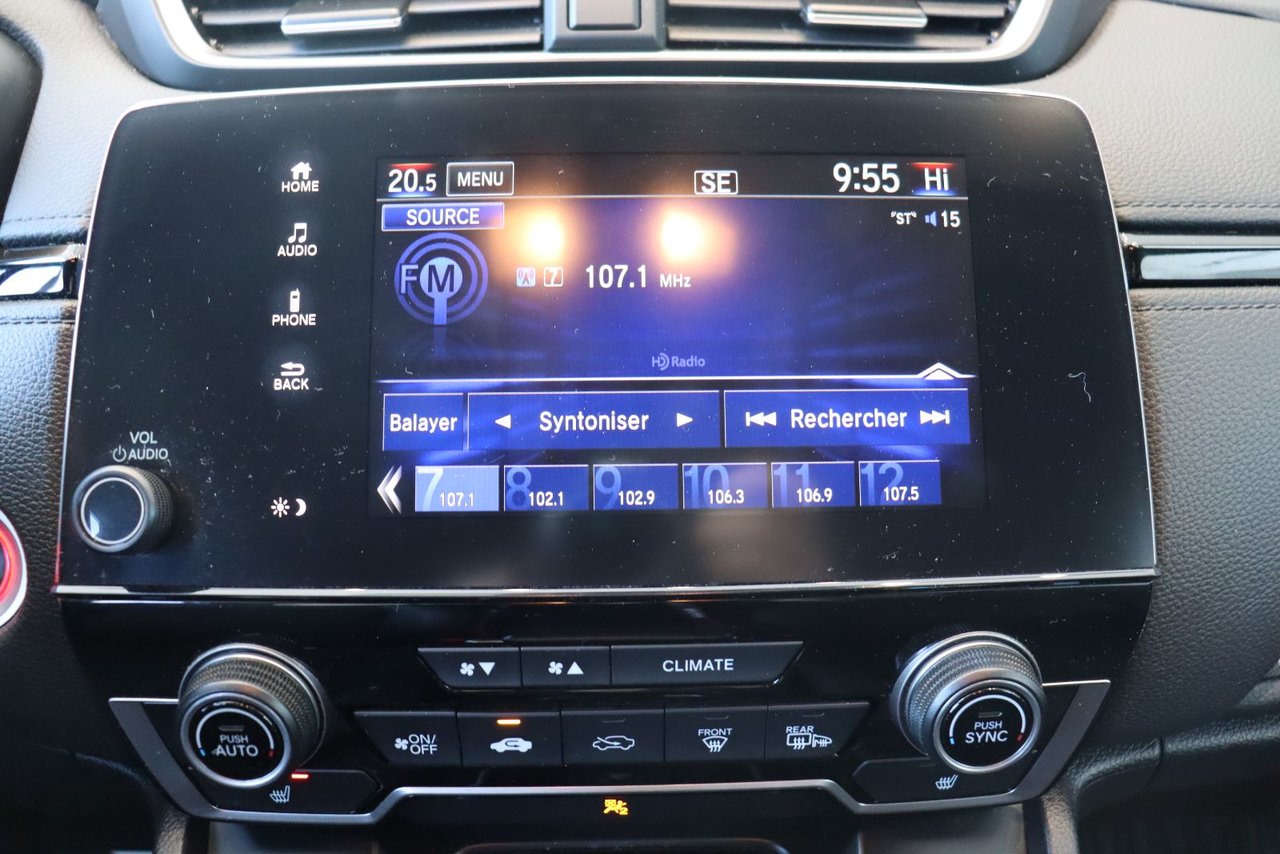 HOME
AUDIO
PHONE
BACK
VOL
AUDIO
20.5 MENU SE 9:55 Hi
SOURCE "ST" 15
FM 7 107.1 MHz
HD Radio
Balayer Syntoniser Rechercher
7 107.1 8 102.1 9 102.9 10 106.3 11 106.9 12 107.5
CLIMATE
PUSH
AUTO
ON/
OFF
FRONT
REAR
PUSH
SYNC